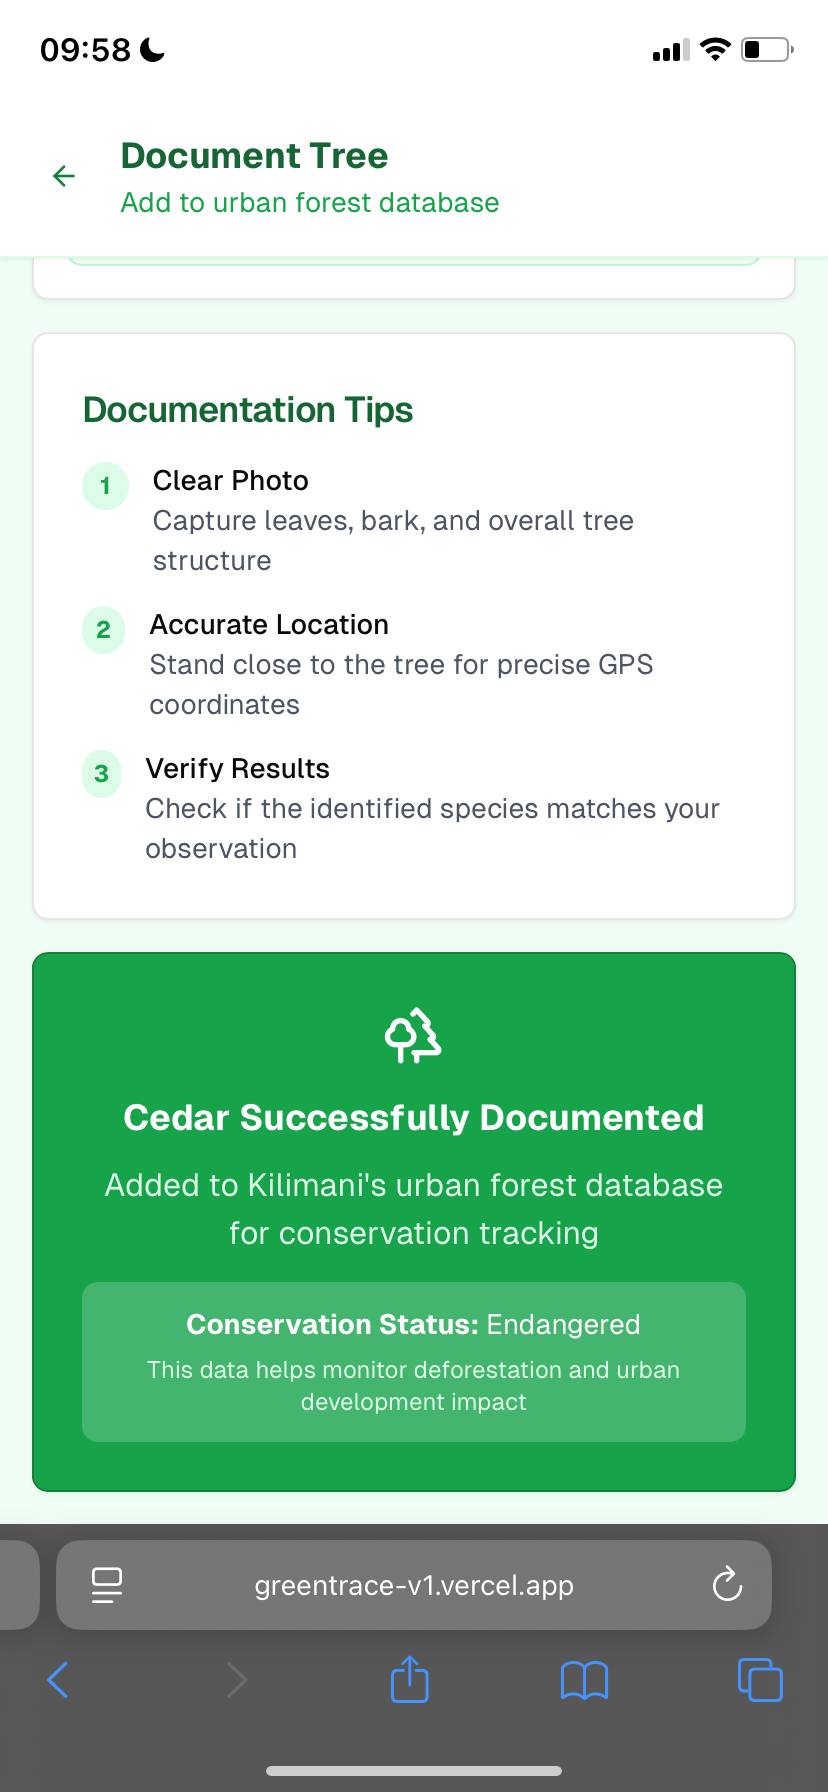 09:58
Document Tree
Add to urban forest database
Documentation Tips
1
Clear Photo
Capture leaves, bark, and overall tree
structure
2
Accurate Location
Stand close to the tree for precise GPS
coordinates
3
Verify Results
Check if the identified species matches your
observation
Cedar Successfully Documented
Added to Kilimani's urban forest database
for conservation tracking
Conservation Status: Endangered
This data helps monitor deforestation and urban
development impact
greentrace-v1.vercel.app